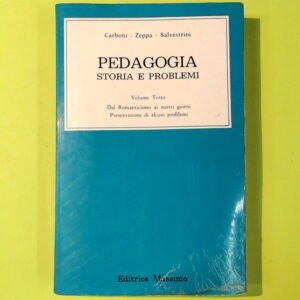 Carboni - Zeppa - Salvestrini
PEDAGOGIA
STORIA E PROBLEMI
Volume Terzo
Dal Romanticismo ai nostri giorni
Presentazione di alcuni problemi
Editrice Massimo